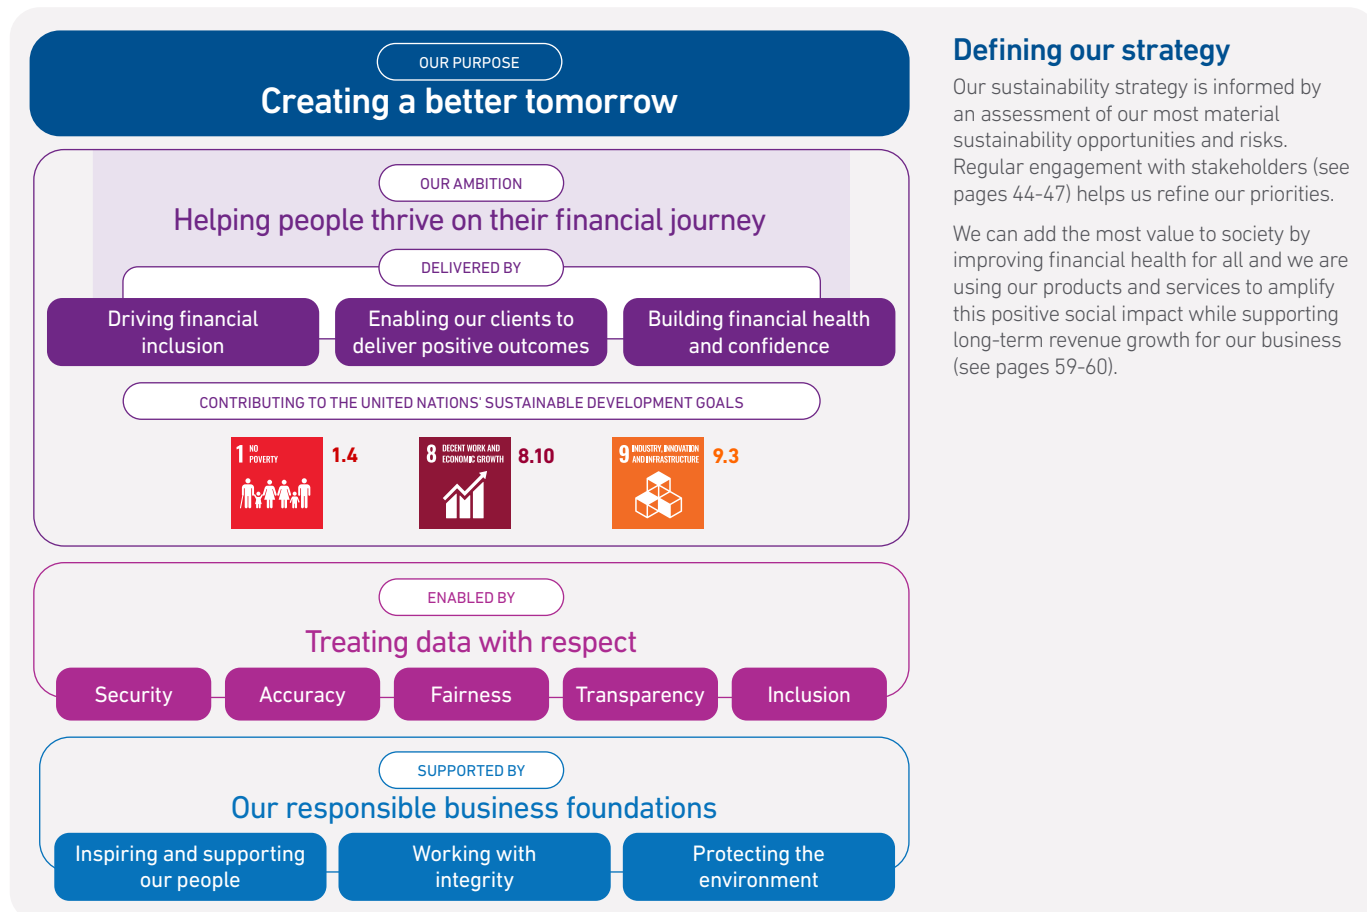 OUR PURPOSE
Creating a better tomorrow
OUR AMBITION
Helping people thrive on their financial journey
DELIVERED BY
Driving financial
inclusion
Enabling our clients to
deliver positive outcomes
Building financial health
and confidence
CONTRIBUTING TO THE UNITED NATIONS' SUSTAINABLE DEVELOPMENT GOALS
1 NO
POVERTY
1.4
8 DECENT WORK AND
ECONOMIC GROWTH
8.10
9 INDUSTRY, INNOVATION
AND INFRASTRUCTURE
9.3
ENABLED BY
Treating data with respect
Security
Accuracy
Fairness
Transparency
Inclusion
SUPPORTED BY
Our responsible business foundations
Inspiring and supporting
our people
Working with
integrity
Protecting the
environment
Defining our strategy
Our sustainability strategy is informed by
an assessment of our most material
sustainability opportunities and risks.
Regular engagement with stakeholders (see
pages 44-47) helps us refine our priorities.
We can add the most value to society by
improving financial health for all and we are
using our products and services to amplify
this positive social impact while supporting
long-term revenue growth for our business
(see pages 59-60).